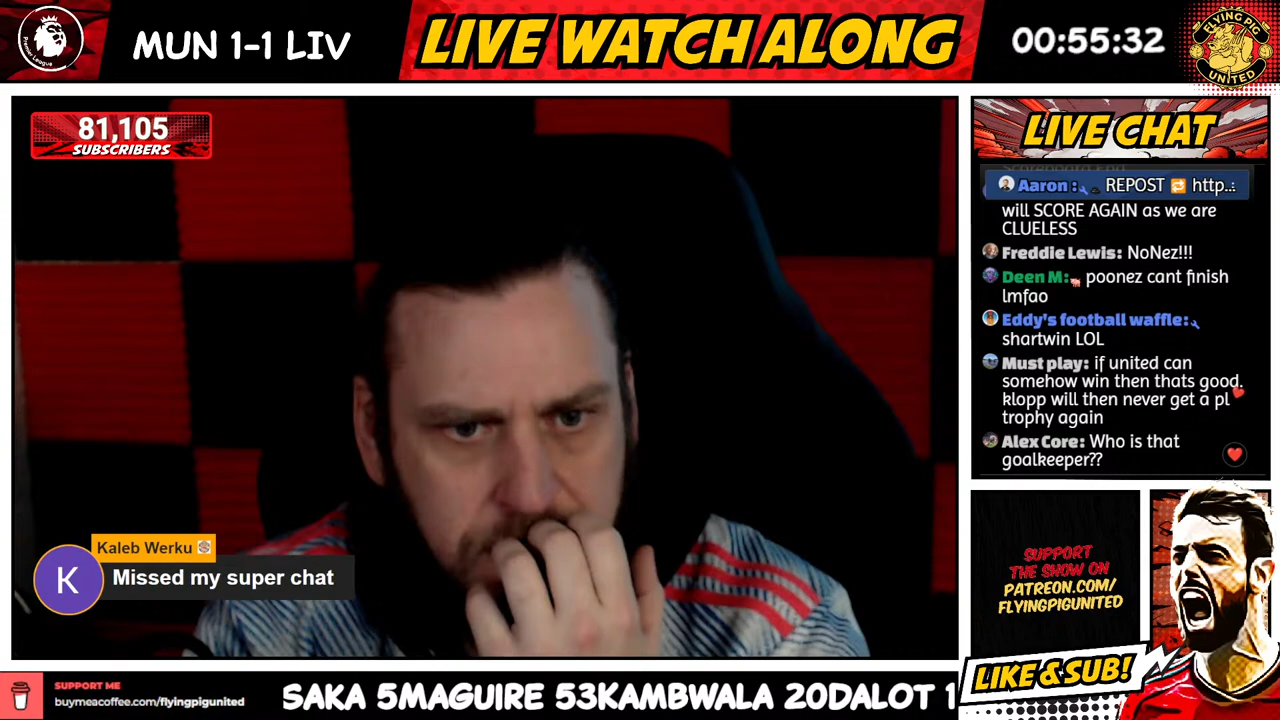 Premier League
MUN 1-1 LIV
LIVE WATCH ALONG
00:55:32
FLYING PIG
UNITED
81,105
SUBSCRIBERS
LIVE CHAT
Aaron : REPOST http..:
will SCORE AGAIN as we are
CLUELESS
Freddie Lewis: NoNez!!!
Deen M: poonez cant finish
lmfao
Eddy's football waffle:
shartwin LOL
Must play: if united can
somehow win then thats good.
klopp will then never get a pl
trophy again
Alex Core: Who is that
goalkeeper??
Kaleb Werku
K
Missed my super chat
SUPPORT
THE SHOW ON
PATREON.COM/
FLYINGPIGUNITED
LIKE & SUB!
SUPPORT ME
buymeacoffee.com/flyingpigunited
SAKA 5MAGUIRE 53KAMBWALA 20DALOT 1